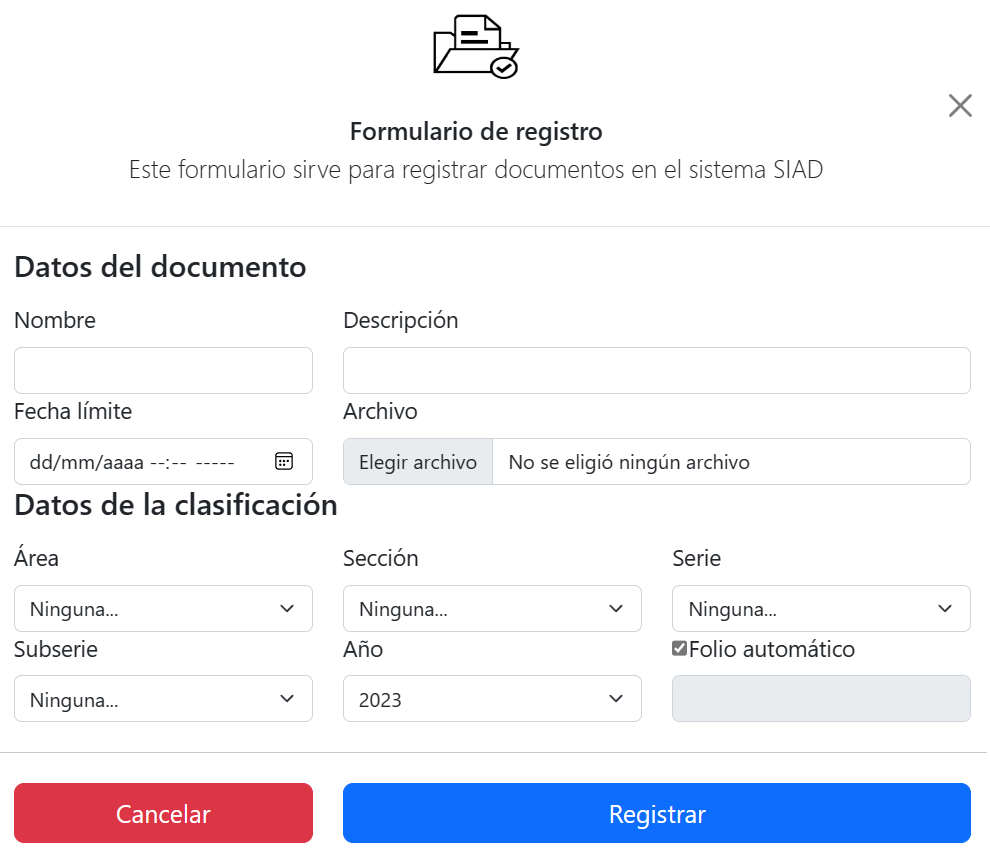 Formulario de registro
Este formulario sirve para registrar documentos en el sistema SIAD
Datos del documento
Nombre Descripción
Fecha límite Archivo
dd/mm/aaaa --:-- ----- Elegir archivo No se eligió ningún archivo
Datos de la clasificación
Área Sección Serie
Ninguna... Ninguna... Ninguna...
Subserie Año Folio automático
Ninguna... 2023
Cancelar Registrar